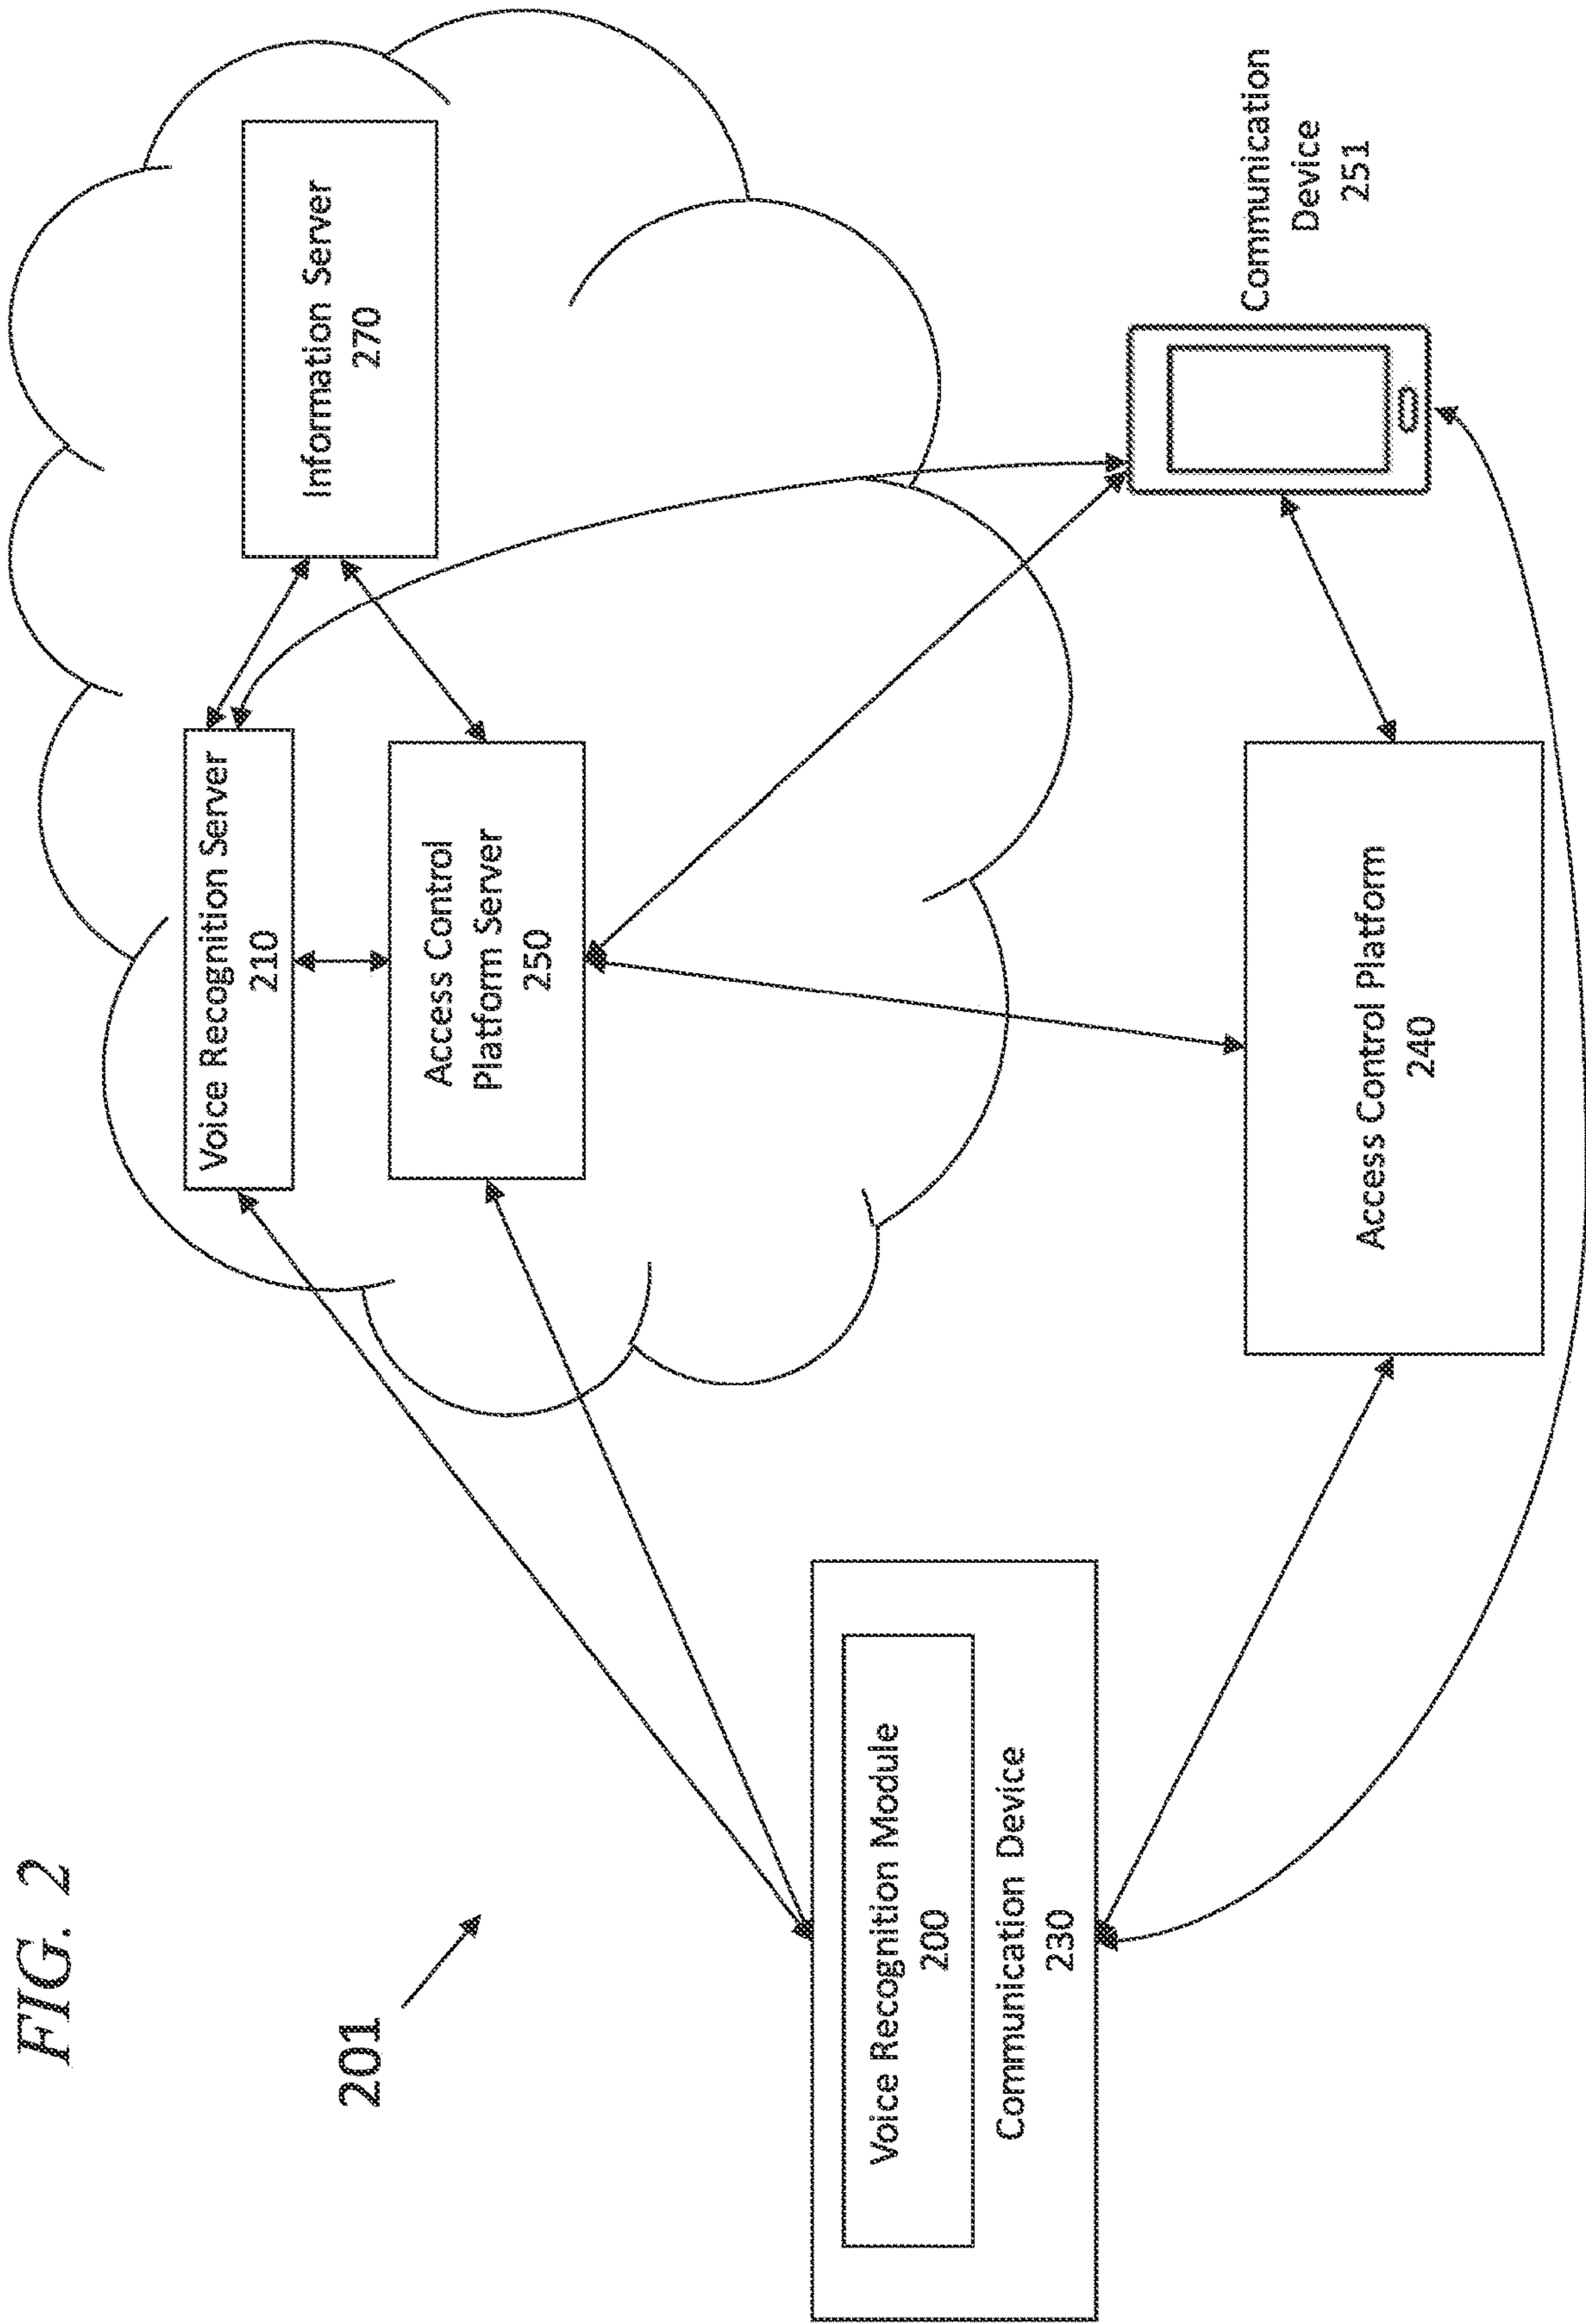 FIG. 2
201
Voice Recognition Server
210
Information Server
270
Access Control
Platform Server
250
Voice Recognition Module
200
Communication Device
230
Access Control Platform
240
Communication
Device
251